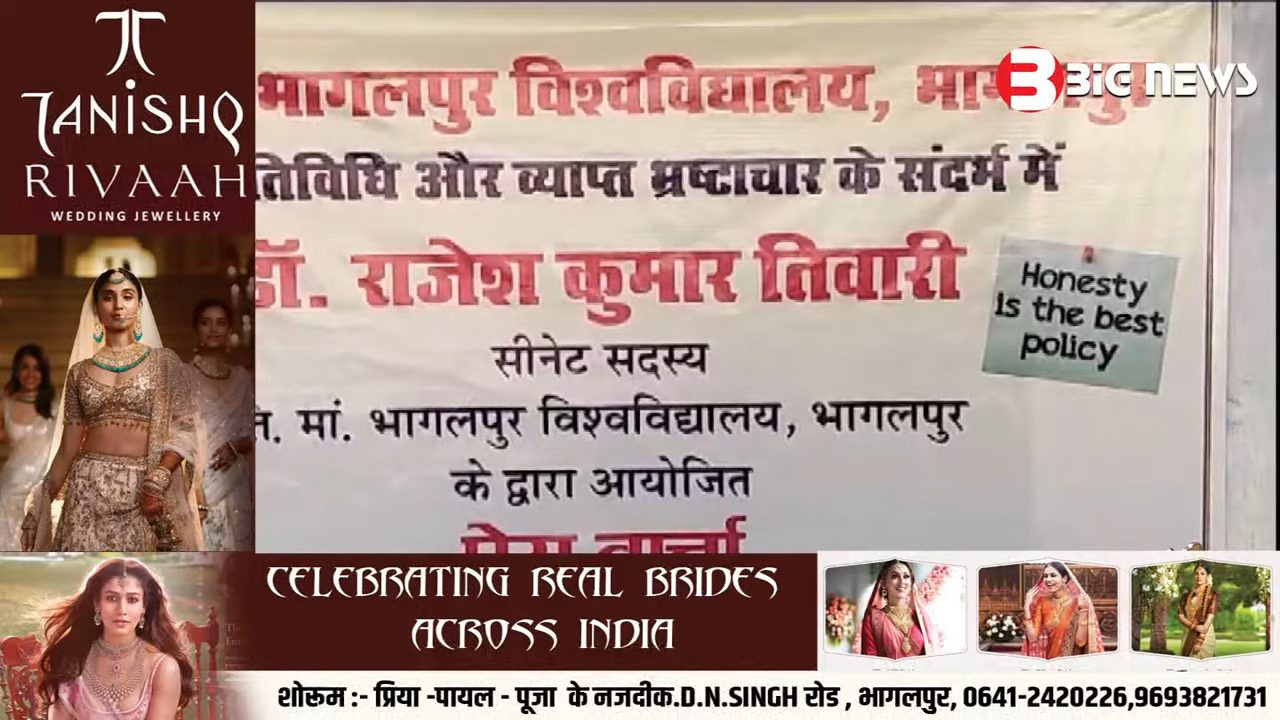 TANISHQ
RIVAAH
WEDDING JEWELLERY
3 BIG NEWS
भागलपुर विश्वविद्यालय,
तिविधि और व्याप्त भ्रष्टाचार के संदर्भ में
डॉ. राजेश कुमार तिवारी
Honesty
is the best
policy
सीनेट सदस्य
मां. भागलपुर विश्वविद्यालय, भागलपुर
के द्वारा आयोजित
प्रेस वार्ता
CELEBRATING REAL BRIDES
ACROSS INDIA
शोरूम :- प्रिया -पायल - पूजा के नजदीक.D.N.SINGH रोड , भागलपुर, 0641-2420226,9693821731